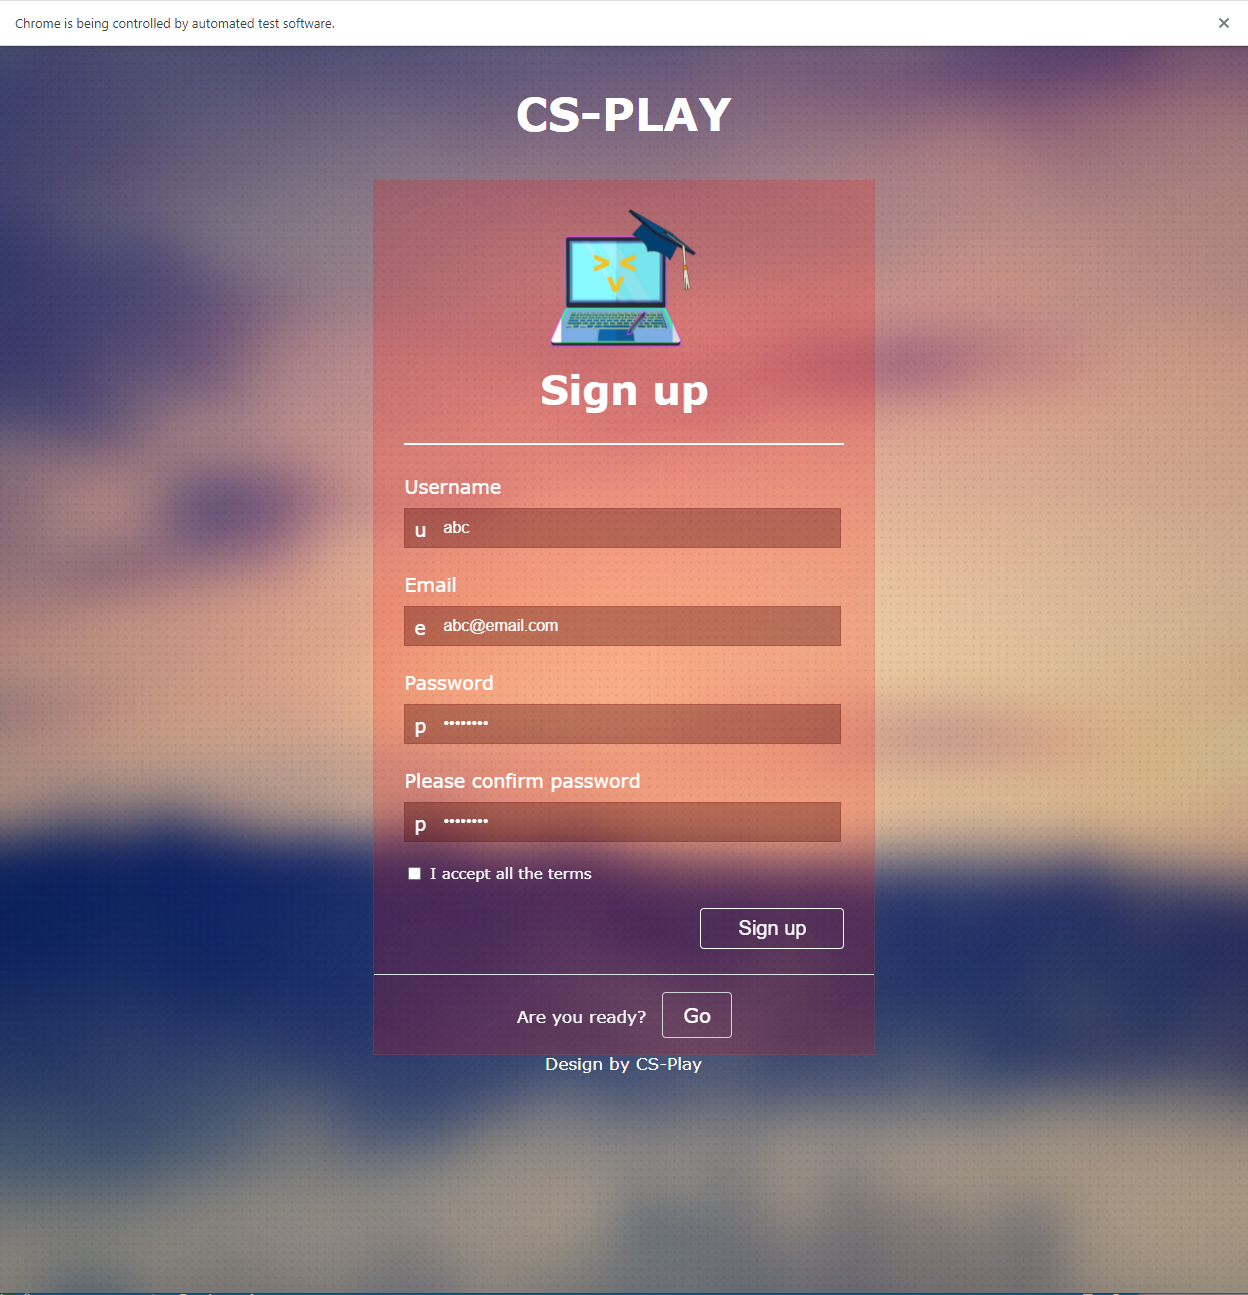 Chrome is being controlled by automated test software.
CS-PLAY
> <
v
Sign up
Username
u abc
Email
e abc@email.com
Password
p ••••••••
Please confirm password
p ••••••••
I accept all the terms
Sign up
Are you ready? Go
Design by CS-Play